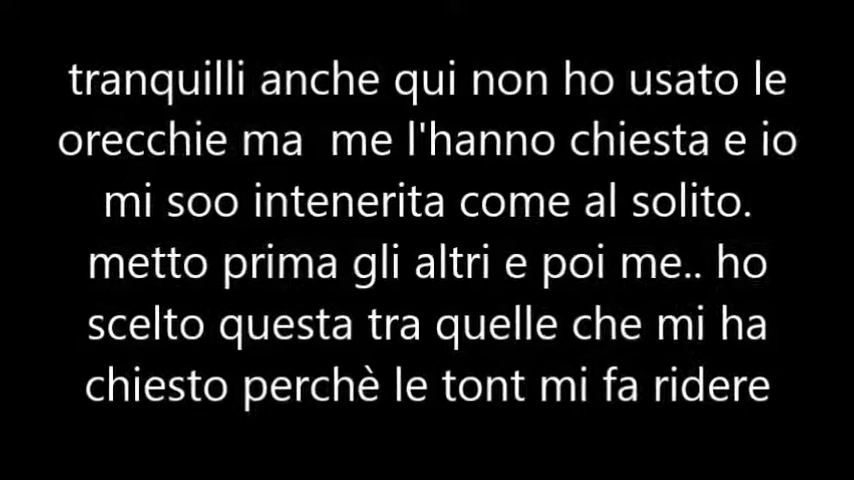 tranquilli anche qui non ho usato le
orecchie ma  me l'hanno chiesta e io
mi soo intenerita come al solito.
metto prima gli altri e poi me.. ho
scelto questa tra quelle che mi ha
chiesto perchè le tont mi fa ridere